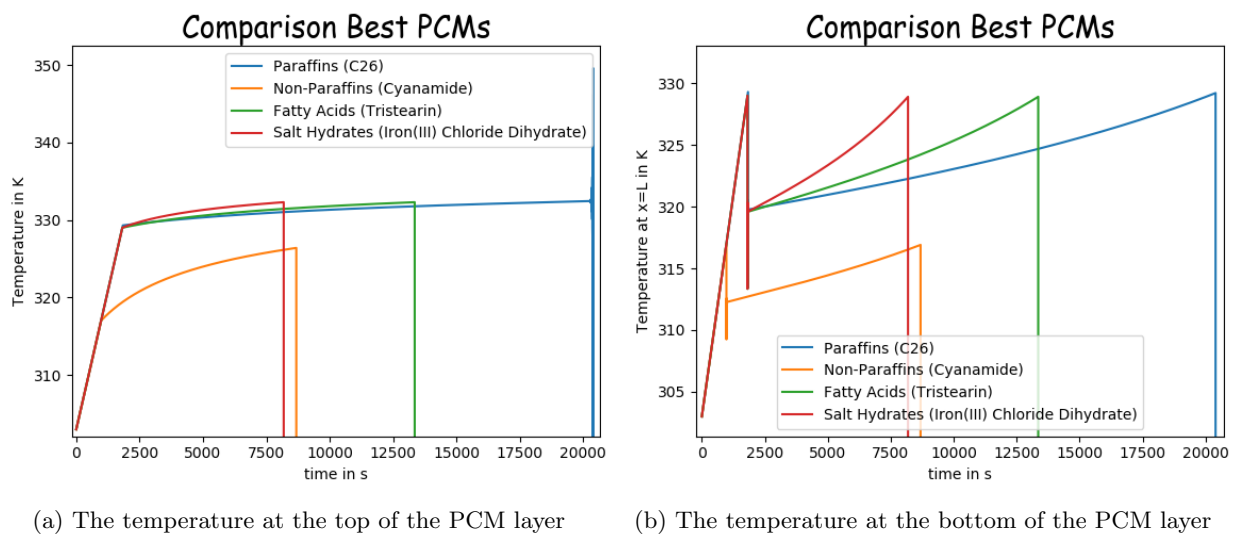 Comparison Best PCMs
350
340
330
320
310
Temperature in K
Paraffins (C26)
Non-Paraffins (Cyanamide)
Fatty Acids (Tristearin)
Salt Hydrates (Iron(III) Chloride Dihydrate)
0 2500 5000 7500 10000 12500 15000 17500 20000
time in s
(a) The temperature at the top of the PCM layer
Comparison Best PCMs
330
325
320
315
310
305
Temperature at x=L in K
Paraffins (C26)
Non-Paraffins (Cyanamide)
Fatty Acids (Tristearin)
Salt Hydrates (Iron(III) Chloride Dihydrate)
0 2500 5000 7500 10000 12500 15000 17500 20000
time in s
(b) The temperature at the bottom of the PCM layer